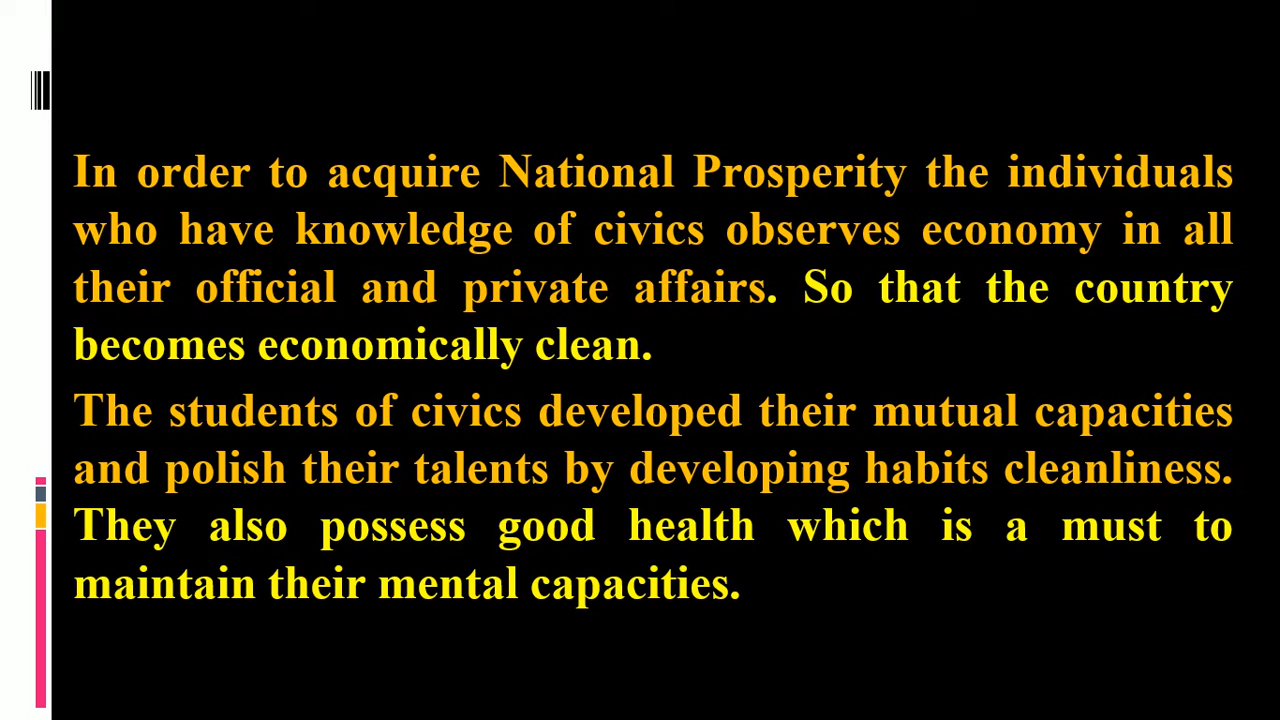 In order to acquire National Prosperity the individuals
who have knowledge of civics observes economy in all
their official and private affairs. So that the country
becomes economically clean.
The students of civics developed their mutual capacities
and polish their talents by developing habits cleanliness.
They also possess good health which is a must to
maintain their mental capacities.